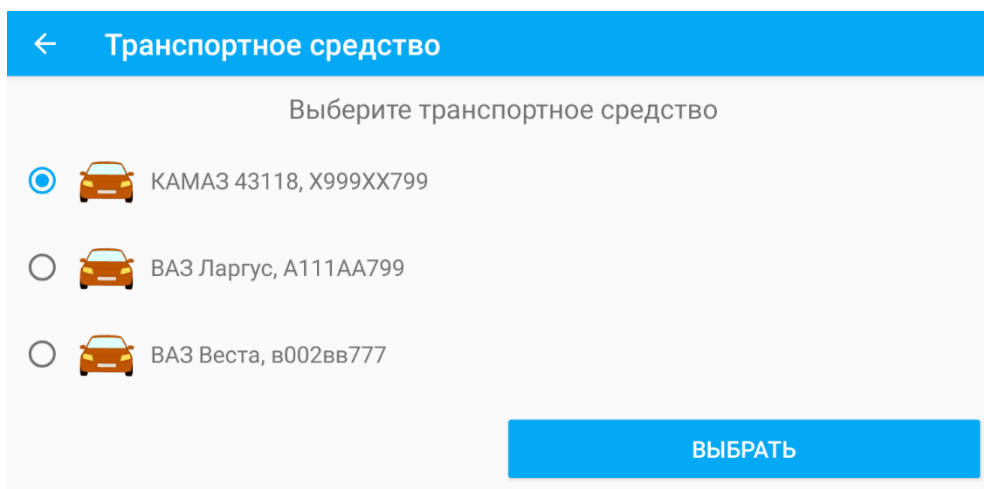 Транспортное средство
Выберите транспортное средство
КАМАЗ 43118, Х999ХХ799
ВАЗ Ларгус, А111АА799
ВАЗ Веста, в002вв777
ВЫБРАТЬ